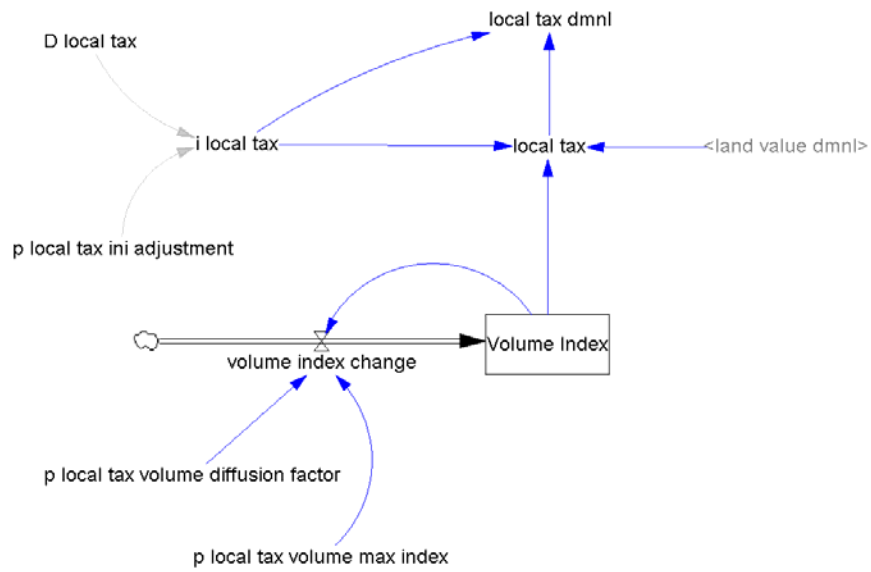 local tax dmnl
D local tax
i local tax
local tax
<land value dmnl>
p local tax ini adjustment
Volume Index
volume index change
p local tax volume diffusion factor
p local tax volume max index